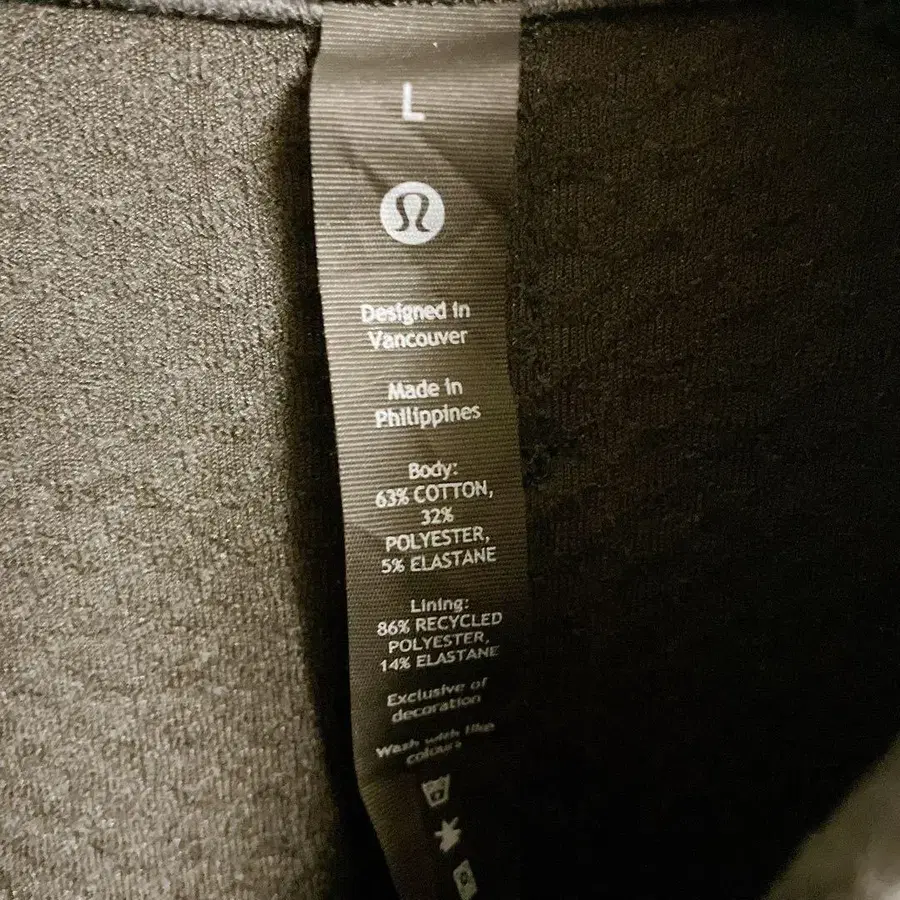 L
Designed in
Vancouver
Made in
Philippines
Body:
63% COTTON,
32%
POLYESTER,
5% ELASTANE
Lining:
86% RECYCLED
POLYESTER,
14% ELASTANE
Exclusive of
decoration
Wash with like
colours